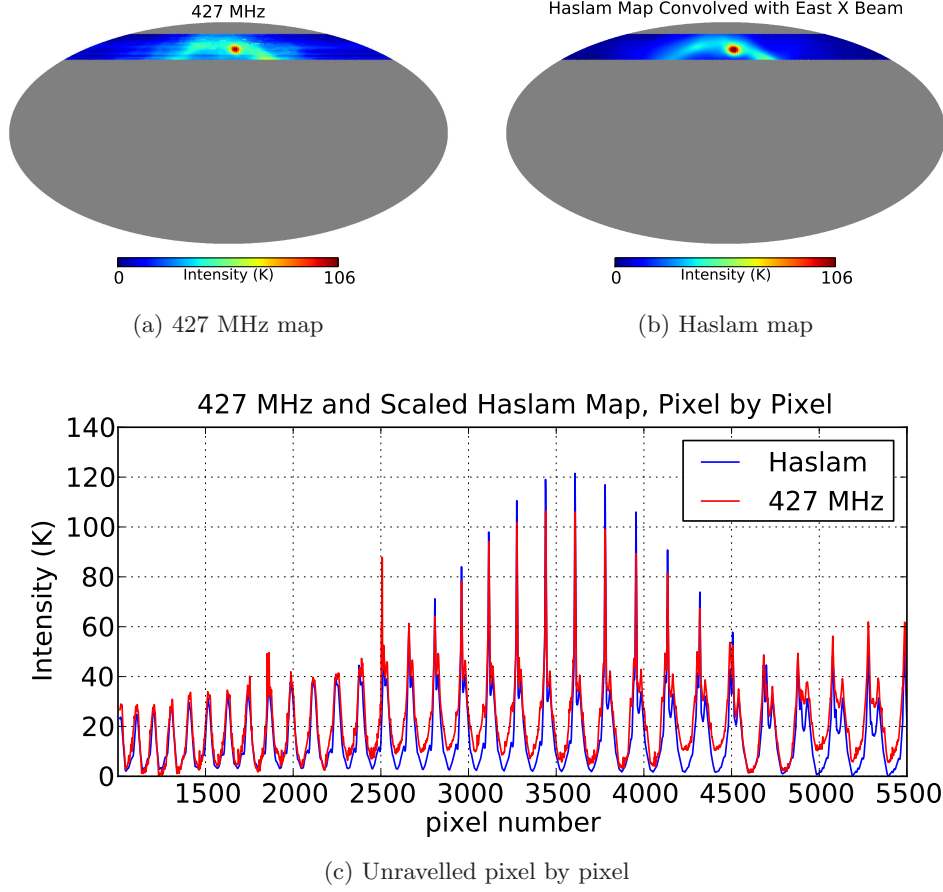 427 MHz
Haslam Map Convolved with East X Beam
0 Intensity (K) 106
0 Intensity (K) 106
(a) 427 MHz map
(b) Haslam map
427 MHz and Scaled Haslam Map, Pixel by Pixel
140
120
100
80
60
40
20
0
Intensity (K)
Haslam
427 MHz
1500 2000 2500 3000 3500 4000 4500 5000 5500
pixel number
(c) Unravelled pixel by pixel